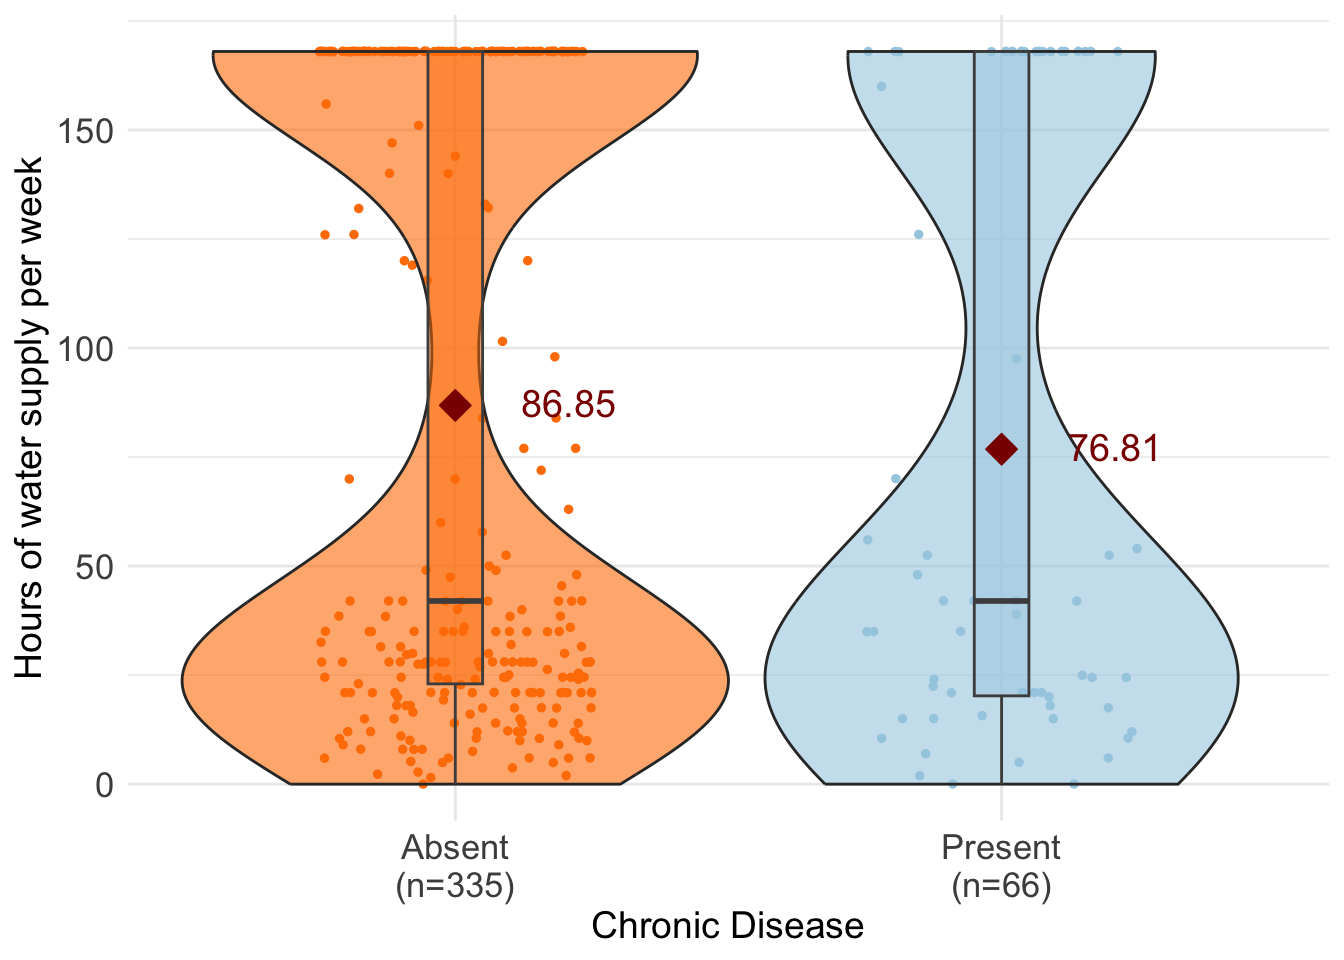 Hours of water supply per week
150
100
50
0
86.85
76.81
Absent
(n=335)
Present
(n=66)
Chronic Disease